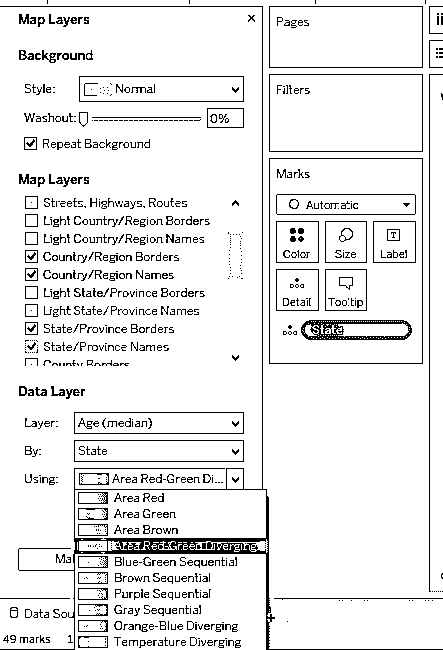 Map Layers
Background
Style: Normal
Washout: 0%
Repeat Background
Map Layers
Streets, Highways, Routes
Light Country/Region Borders
Light Country/Region Names
Country/Region Borders
Country/Region Names
Light State/Province Borders
Light State/Province Names
State/Province Borders
State/Province Names
County Borders
Data Layer
Layer: Age (median)
By: State
Using: Area Red-Green Di...
Area Red
Area Green
Area Brown
Area Red-Green Diverging
Blue-Green Sequential
Brown Sequential
Purple Sequential
Gray Sequential
Orange-Blue Diverging
Temperature Diverging
Ma
Data Sou
49 marks 1
Pages
Filters
Marks
Automatic
Color
Size
Label
Detail
Tooltip
State